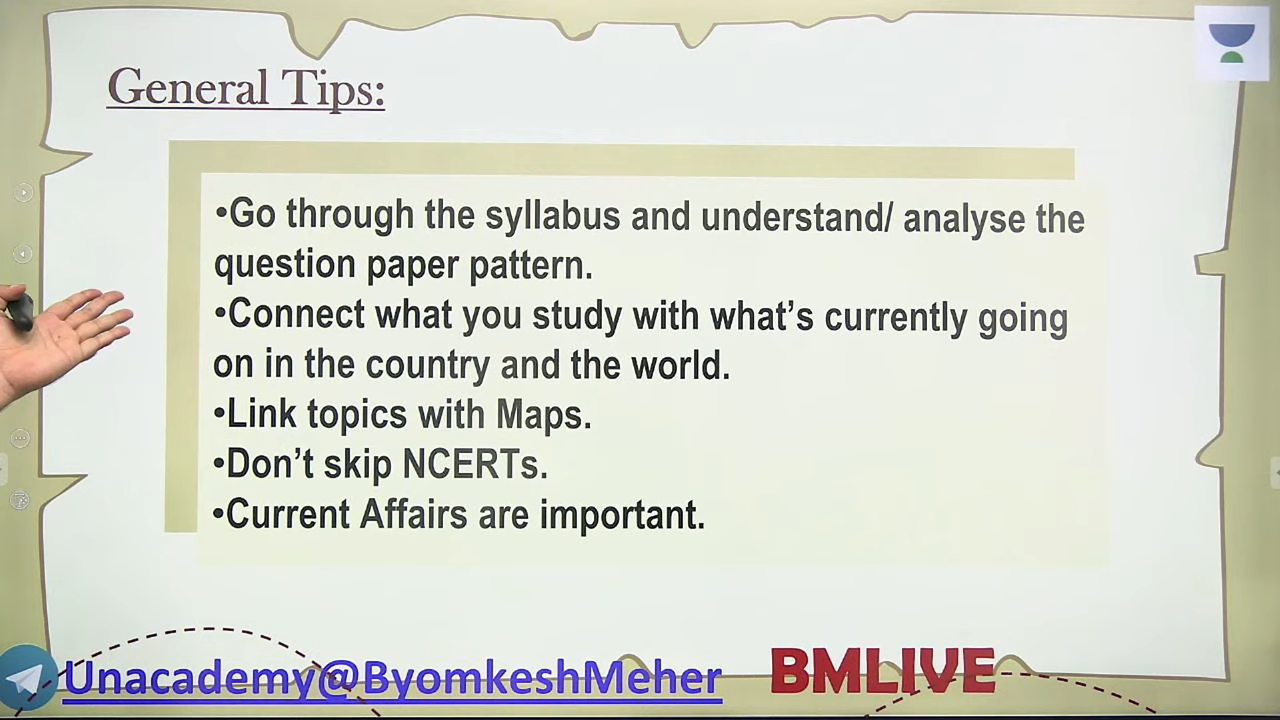 General Tips:
•Go through the syllabus and understand/ analyse the
question paper pattern.
•Connect what you study with what’s currently going
on in the country and the world.
•Link topics with Maps.
•Don’t skip NCERTs.
•Current Affairs are important.
Unacademy@ByomkeshMeher
BMLIVE